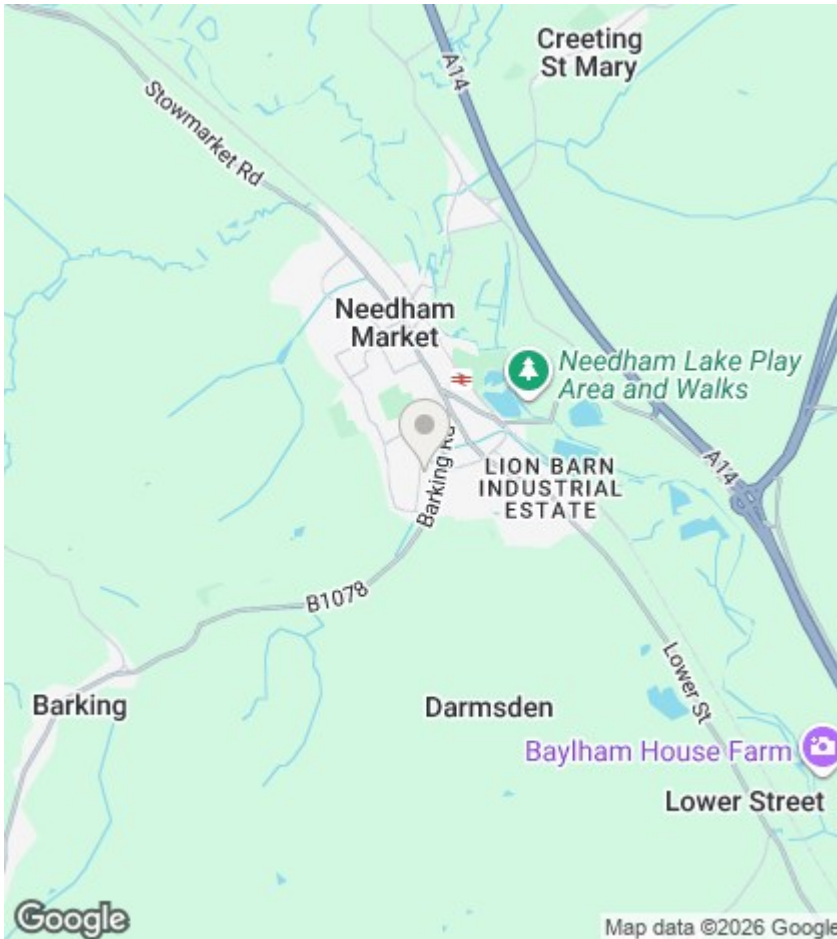 Creeting
St Mary
A14
Stowmarket Rd
Needham
Market
Needham Lake Play
Area and Walks
Barking Rd
LION BARN
INDUSTRIAL
ESTATE
A14
B1078
Barking
Darmsden
Lower St
Baylham House Farm
Lower Street
Google
Map data ©2026 Google